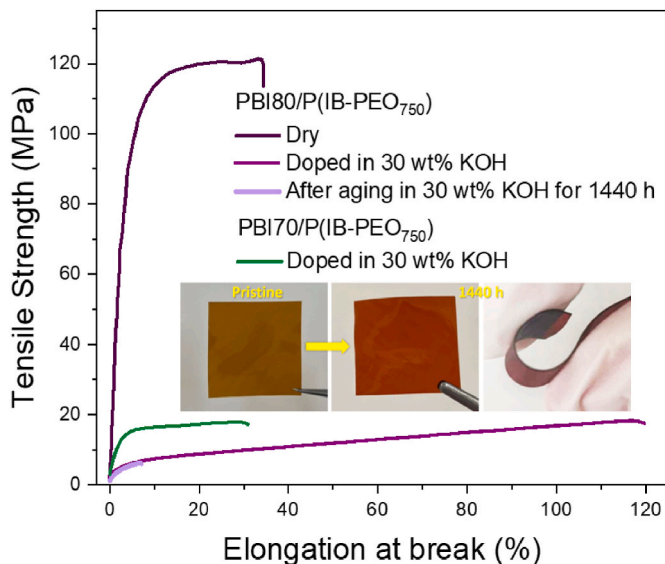 Tensile Strength (MPa)
120
100
80
60
40
20
0
PBI80/P(IB-PEO₇₅₀)
Dry
Doped in 30 wt% KOH
After aging in 30 wt% KOH for 1440 h
PBI70/P(IB-PEO₇₅₀)
Doped in 30 wt% KOH
Pristine
1440 h
0 20 40 60 80 100 120
Elongation at break (%)